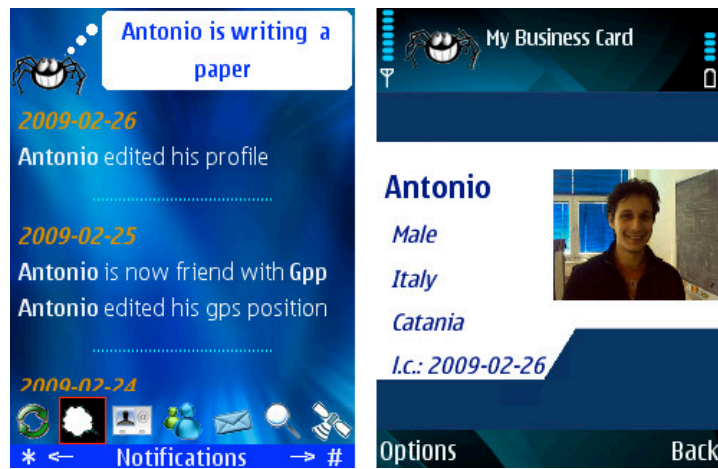 Antonio is writing a
paper
2009-02-26
Antonio edited his profile
2009-02-25
Antonio is now friend with Gpp
Antonio edited his gps position
2009-02-24
* <- Notifications -> #
My Business Card
Antonio
Male
Italy
Catania
l.c.: 2009-02-26
Options Back